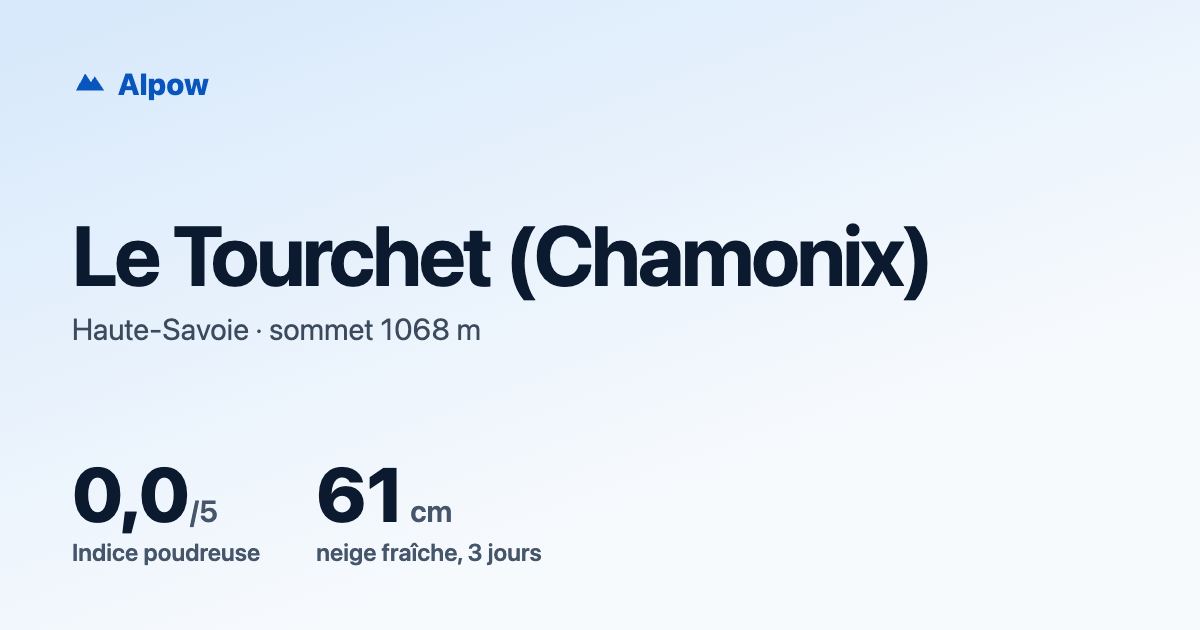 Alpow
Le Tourchet (Chamonix)
Haute-Savoie · sommet 1068 m
0,0/5 61 cm
Indice poudreuse neige fraîche, 3 jours